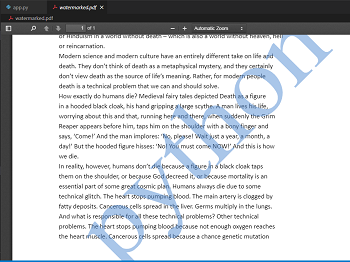 app.py
watermarked.pdf ×
watermarked.pdf
1 of 1
Automatic Zoom
of Hinduism in a world without death – which is also a world without heaven, hell
or reincarnation.
Modern science and modern culture have an entirely different take on life and
death. They don't think of death as a metaphysical mystery, and they certainly
don't view death as the source of life's meaning. Rather, for modern people
death is a technical problem that we can and should solve.
How exactly do humans die? Medieval fairy tales depicted Death as a figure
in a hooded black cloak, his hand gripping a large scythe. A man lives his life,
worrying about this and that, running here and there, when suddenly the Grim
Reaper appears before him, taps him on the shoulder with a bony finger and
says, 'Come!' And the man implores: 'No, please! Wait just a year, a month, a
day!' But the hooded figure hisses: 'No! You must come NOW!' And this is how
we die.
In reality, however, humans don't die because a figure in a black cloak taps
them on the shoulder, or because God decreed it, or because mortality is an
essential part of some great cosmic plan. Humans always die due to some
technical glitch. The heart stops pumping blood. The main artery is clogged by
fatty deposits. Cancerous cells spread in the liver. Germs multiply in the lungs.
And what is responsible for all these technical problems? Other technical
problems. The heart stops pumping blood because not enough oxygen reaches
the heart muscle. Cancerous cells spread because a chance genetic mutation
python